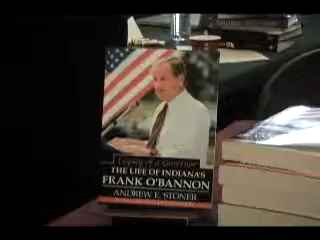 Legacy of a Governor
THE LIFE OF INDIANA'S
FRANK O'BANNON
ANDREW E. STONER